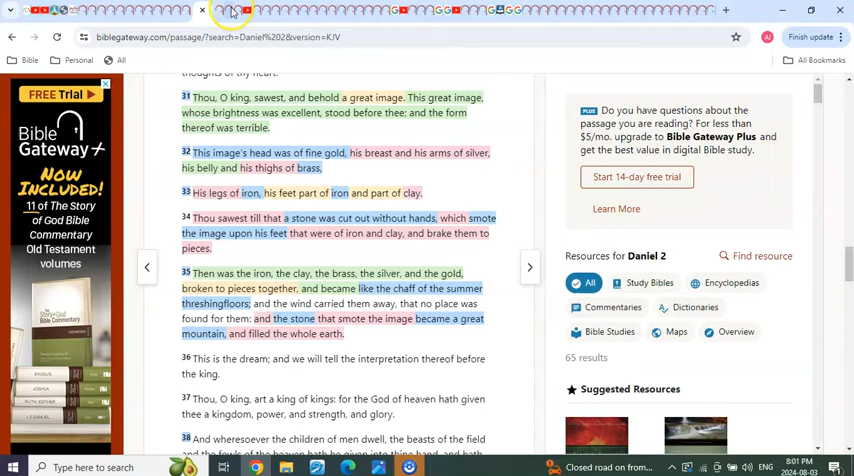 biblegateway.com/passage/?search=Daniel%202&version=KJV
AI
Finish update
Bible
Personal
All
All Bookmarks
FREE Trial
BIBLE
GATEWAY+
NOW
INCLUDED!
11 of The Story
of God Bible
Commentary
Old Testament
volumes
thoughts of thy heart.
31 Thou, O king, sawest, and behold a great image. This great image,
whose brightness was excellent, stood before thee; and the form
thereof was terrible.
32 This image's head was of fine gold, his breast and his arms of silver,
his belly and his thighs of brass,
33 His legs of iron, his feet part of iron and part of clay.
34 Thou sawest till that a stone was cut out without hands, which smote
the image upon his feet that were of iron and clay, and brake them to
pieces.
35 Then was the iron, the clay, the brass, the silver, and the gold,
broken to pieces together, and became like the chaff of the summer
threshingfloors; and the wind carried them away, that no place was
found for them: and the stone that smote the image became a great
mountain, and filled the whole earth.
36 This is the dream; and we will tell the interpretation thereof before
the king.
37 Thou, O king, art a king of kings: for the God of heaven hath given
thee a kingdom, power, and strength, and glory.
38 And wheresoever the children of men dwell, the beasts of the field
and the fowls of the heaven hath he given into thine hand, and hath
PLUS Do you have questions about the
passage you are reading? For less than
$5/mo. upgrade to Bible Gateway Plus and
get the best value in digital Bible study.
Start 14-day free trial
Learn More
Resources for Daniel 2
Find resource
All
Study Bibles
Encyclopedias
Commentaries
Dictionaries
Bible Studies
Maps
Overview
65 results
Suggested Resources
Type here to search
Closed road on from...
ENG
8:01 PM
2024-08-03